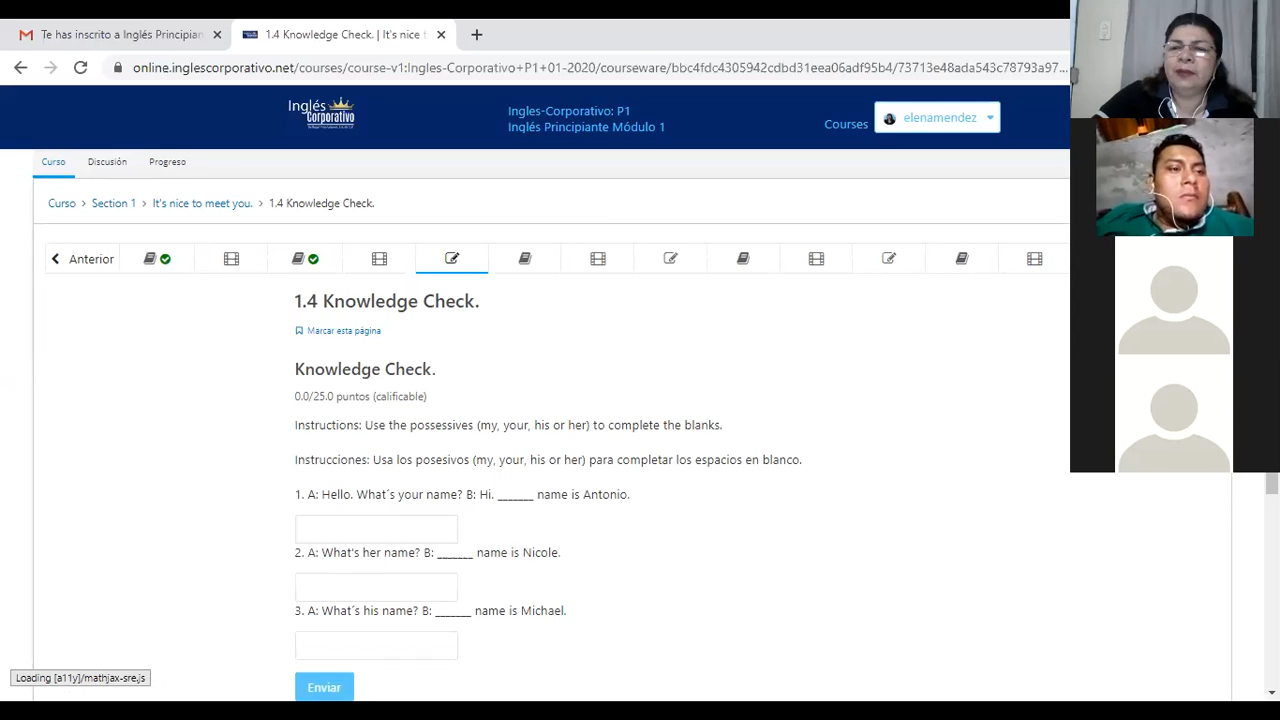 Te has inscrito a Inglés Principian
1.4 Knowledge Check. | It's nice t
online.inglescorporativo.net/courses/course-v1:Ingles-Corporativo+P1+01-2020/courseware/bbc4fdc4305942cdbd31eea06adf95b4/73713e48ada543c78793a97...
Inglés
Corporativo
Ingles-Corporativo: P1
Inglés Principiante Módulo 1
Courses
elenamendez
Curso
Discusión
Progreso
Curso > Section 1 > It's nice to meet you. > 1.4 Knowledge Check.
Anterior
1.4 Knowledge Check.
Marcar esta página
Knowledge Check.
0.0/25.0 puntos (calificable)
Instructions: Use the possessives (my, your, his or her) to complete the blanks.
Instrucciones: Usa los posesivos (my, your, his or her) para completar los espacios en blanco.
1. A: Hello. What´s your name? B: Hi. _______ name is Antonio.
2. A: What's her name? B: _______ name is Nicole.
3. A: What´s his name? B: _______ name is Michael.
Enviar
Loading [a11y]/mathjax-sre.js